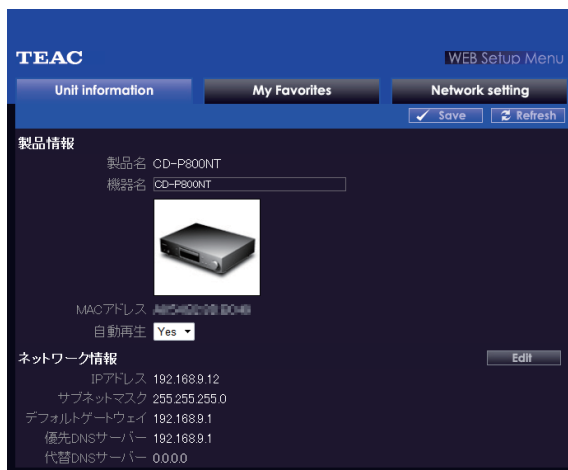 TEAC
WEB Setup Menu
Unit information My Favorites Network setting
Save Refresh
製品情報
製品名 CD-P800NT
機器名 CD-P800NT
MACアドレス
自動再生 Yes
ネットワーク情報 Edit
IPアドレス 192.168.9.12
サブネットマスク 255.255.255.0
デフォルトゲートウェイ 192.168.9.1
優先DNSサーバー 192.168.9.1
代替DNSサーバー 0.0.0.0